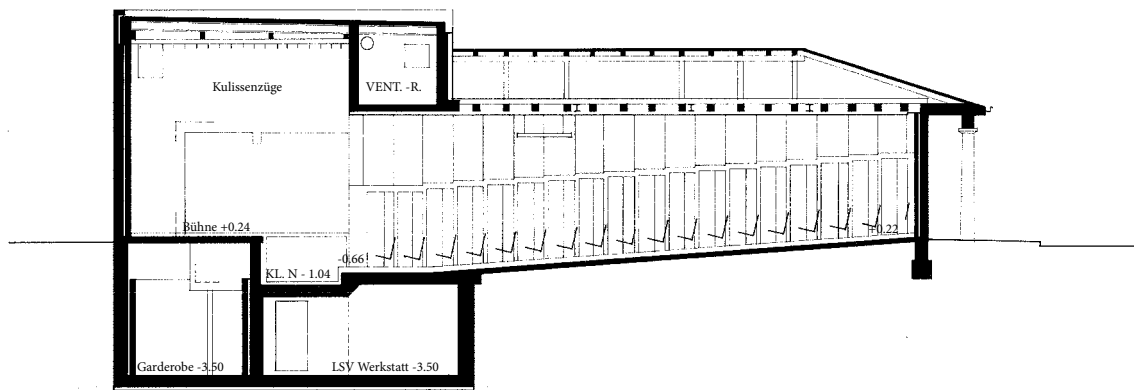 Kulissenzüge
VENT. -R.
Bühne +0.24
+0.22
-0.66
KL. N - 1.04
Garderobe -3.50
LSV Werkstatt -3.50